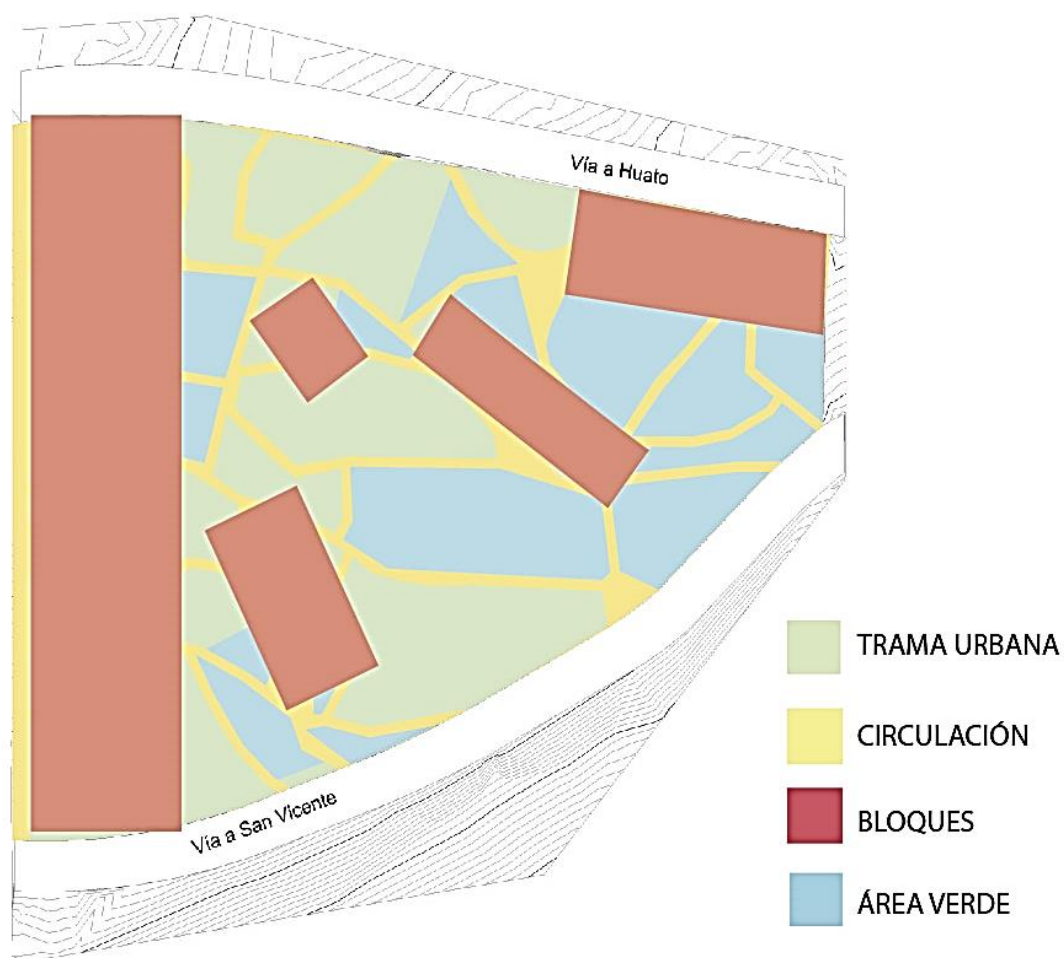 Vía a Huato
Vía a San Vicente
TRAMA URBANA
CIRCULACIÓN
BLOQUES
ÁREA VERDE